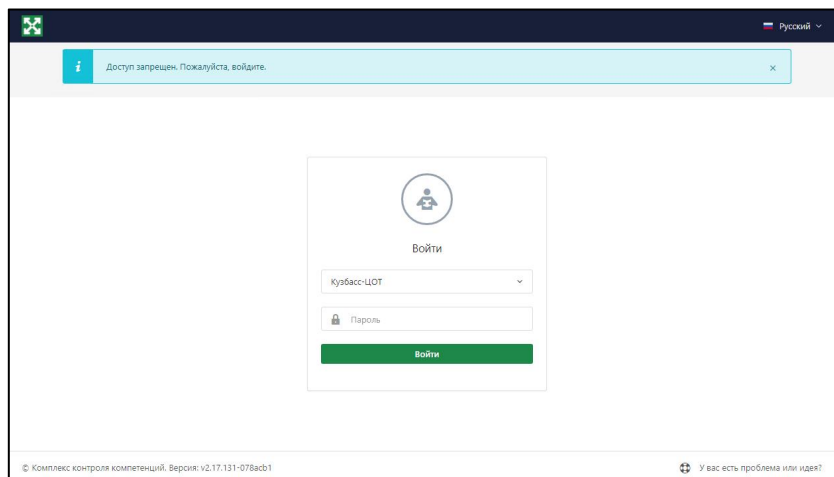 Русский
i
Доступ запрещен. Пожалуйста, войдите.
×
Войти
Кузбасс-ЦОТ
Пароль
Войти
© Комплекс контроля компетенций. Версия: v2.17.131-078acb1
У вас есть проблема или идея?